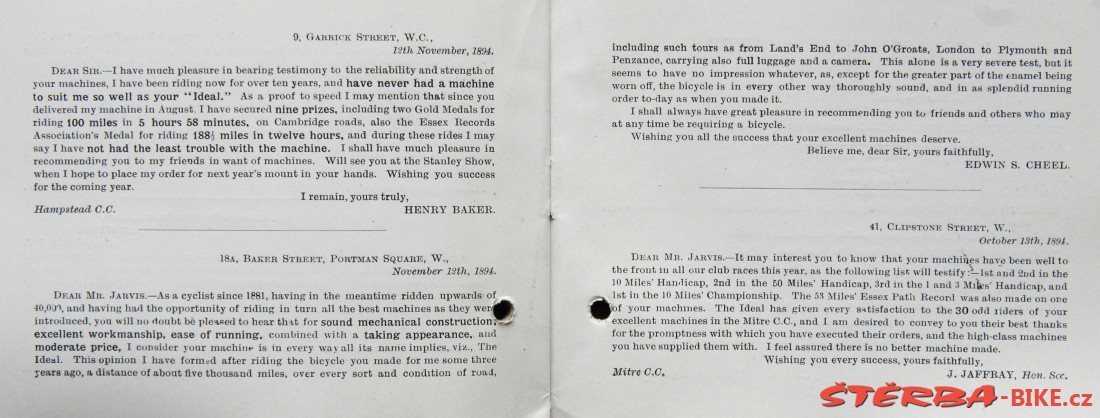 9, GARRICK STREET, W.C.,
12th November, 1894.
DEAR SIR.—I have much pleasure in bearing testimony to the reliability and strength of
your machines, I have been riding now for over ten years, and have never had a machine
to suit me so well as your "Ideal." As a proof to speed I may mention that since you
delivered my machine in August I have secured nine prizes, including two Gold Medals for
riding 100 miles in 5 hours 58 minutes, on Cambridge roads, also the Essex Records
Association's Medal for riding 188½ miles in twelve hours, and during these rides I may
say I have not had the least trouble with the machine. I shall have much pleasure in
recommending you to my friends in want of machines. Will see you at the Stanley Show,
when I hope to place my order for next year's mount in your hands. Wishing you success
for the coming year.
I remain, yours truly,
Hampstead C.C. HENRY BAKER.
18A, BAKER STREET, PORTMAN SQUARE, W.,
November 12th, 1894.
DEAR MR. JARVIS.—As a cyclist since 1881, having in the meantime ridden upwards of
40,000, and having had the opportunity of riding in turn all the best machines as they were
introduced, you will no doubt be pleased to hear that for sound mechanical construction,
excellent workmanship, ease of running, combined with a taking appearance, and
moderate price, I consider your machine is in every way all its name implies, viz., The
Ideal. This opinion I have formed after riding the bicycle you made for me some three
years ago, a distance of about five thousand miles, over every sort and condition of road,
including such tours as from Land's End to John O'Groats, London to Plymouth and
Penzance, carrying also full luggage and a camera. This alone is a very severe test, but it
seems to have no impression whatever, as, except for the greater part of the enamel being
worn off, the bicycle is in every other way thoroughly sound, and in as splendid running
order to-day as when you made it.
I shall always have great pleasure in recommending you to friends and others who may
at any time be requiring a bicycle.
Wishing you all the success that your excellent machines deserve.
Believe me, dear Sir, yours faithfully,
EDWIN S. CHEEL.
41, CLIPSTONE STREET, W.,
October 13th, 1894.
DEAR MR. JARVIS.—It may interest you to know that your machines have been well to
the front in all our club races this year, as the following list will testify :—1st and 2nd in the
10 Miles' Handicap, 2nd in the 50 Miles' Handicap, 3rd in the 1 and 3 Miles' Handicap, and
1st in the 10 Miles' Championship. The 53 Miles' Essex Path Record was also made on one
of your machines. The Ideal has given every satisfaction to the 30 odd riders of your
excellent machines in the Mitre C.C., and I am desired to convey to you their best thanks
for the promptness with which you have executed their orders, and the high-class machines
you have supplied them with. I feel assured there is no better machine made.
Wishing you every success, yours faithfully,
Mitre C.C. J. JAFFRAY, Hon. Sec.
ŠTĚRBA-BIKE.cz